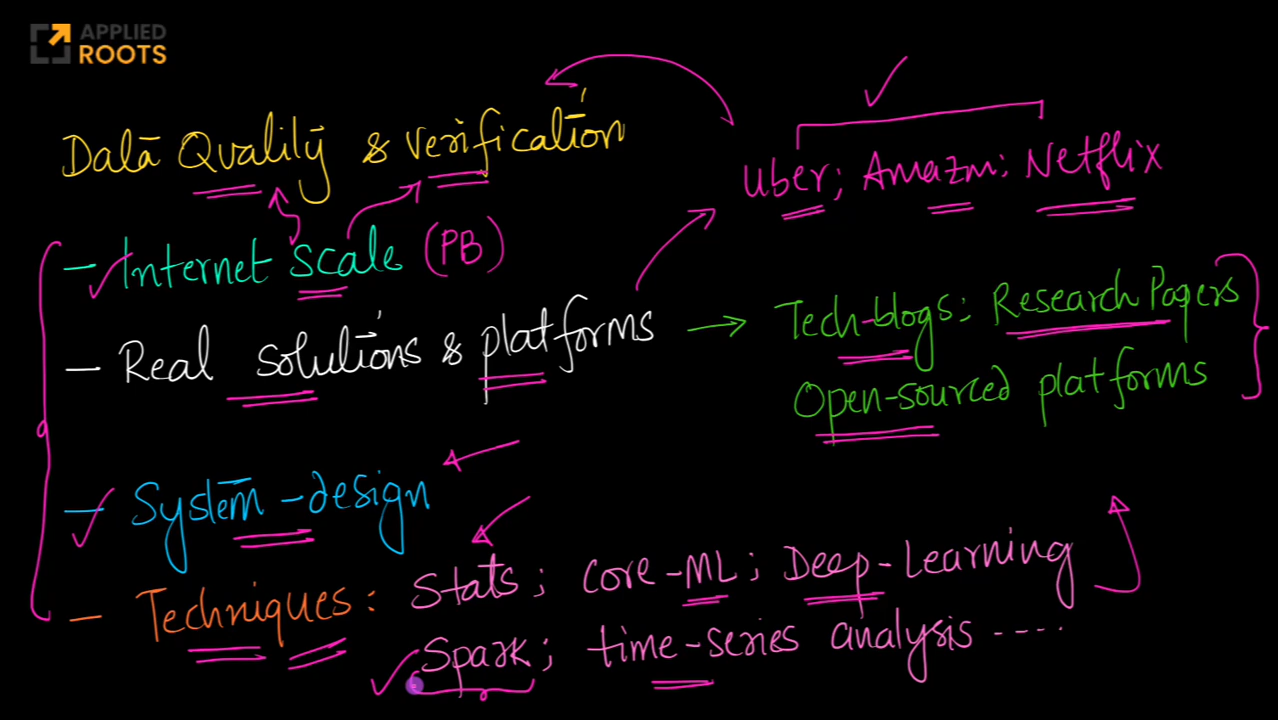 APPLIED
ROOTS
Data Quality & verification
Uber; Amazon; Netflix
- Internet scale (PB)
- Real solutions & platforms → Tech-blogs; Research Papers
Open-sourced platforms
- System-design
- Techniques: Stats; core-ML; Deep-Learning
Spark; time-series analysis ----